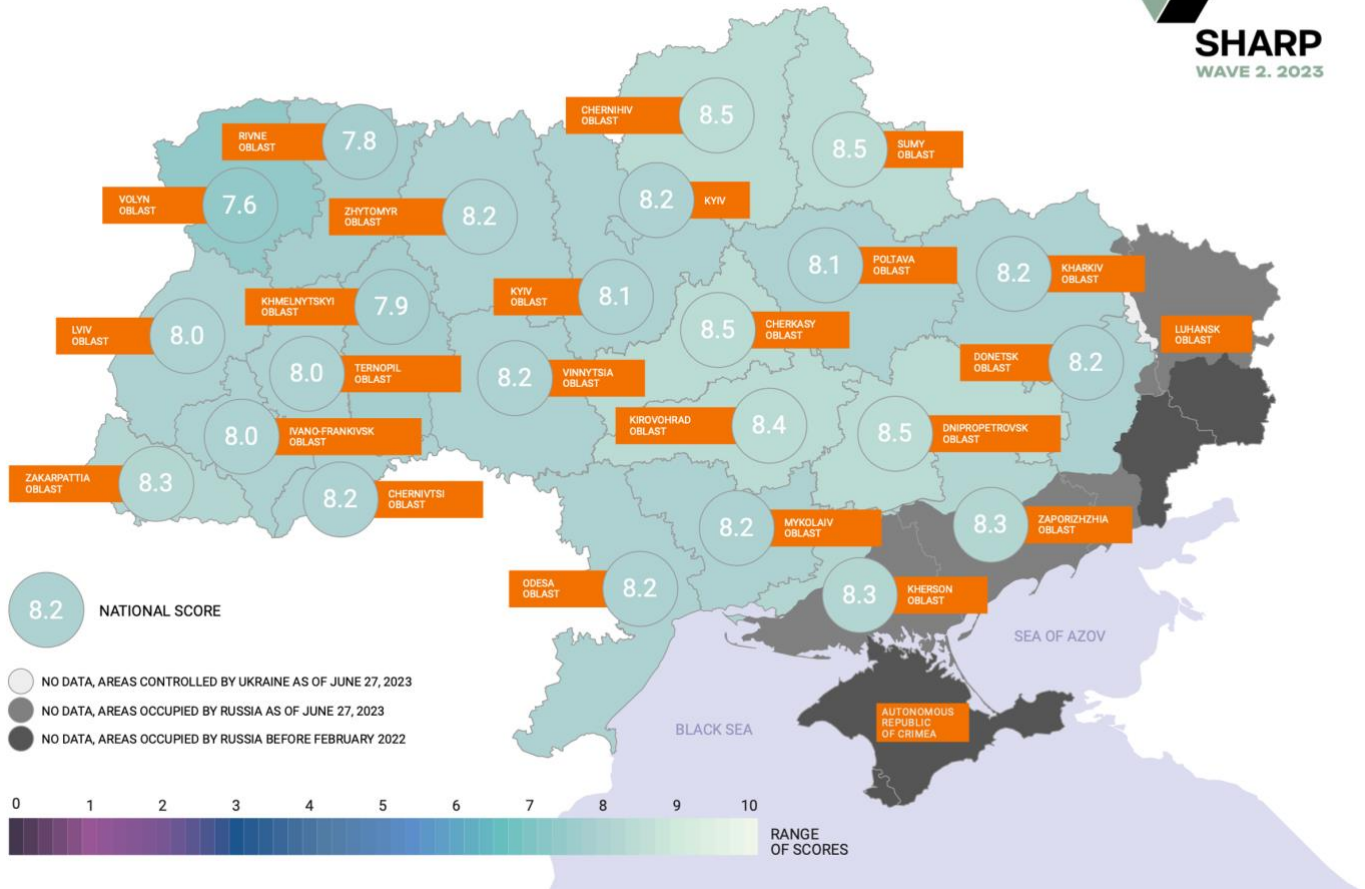 SHARP
WAVE 2. 2023
CHERNIHIV
OBLAST
8.5
RIVNE
OBLAST
7.8
8.5
SUMY
OBLAST
VOLYN
OBLAST
7.6
ZHYTOMYR
OBLAST
8.2
8.2
KYIV
8.1
POLTAVA
OBLAST
8.2
KHARKIV
OBLAST
KHMELNYTSKYI
OBLAST
7.9
KYIV
OBLAST
8.1
LVIV
OBLAST
8.0
8.5
CHERKASY
OBLAST
LUHANSK
OBLAST
8.0
TERNOPIL
OBLAST
8.2
VINNYTSIA
OBLAST
DONETSK
OBLAST
8.2
8.0
IVANO-FRANKIVSK
OBLAST
KIROVOHRAD
OBLAST
8.4
8.5
DNIPROPETROVSK
OBLAST
ZAKARPATTIA
OBLAST
8.3
8.2
CHERNIVTSI
OBLAST
8.2
MYKOLAIV
OBLAST
8.3
ZAPORIZHZHIA
OBLAST
ODESA
OBLAST
8.2
8.3
KHERSON
OBLAST
8.2
NATIONAL SCORE
SEA OF AZOV
NO DATA, AREAS CONTROLLED BY UKRAINE AS OF JUNE 27, 2023
NO DATA, AREAS OCCUPIED BY RUSSIA AS OF JUNE 27, 2023
NO DATA, AREAS OCCUPIED BY RUSSIA BEFORE FEBRUARY 2022
BLACK SEA
AUTONOMOUS
REPUBLIC
OF CRIMEA
0 1 2 3 4 5 6 7 8 9 10
RANGE
OF SCORES